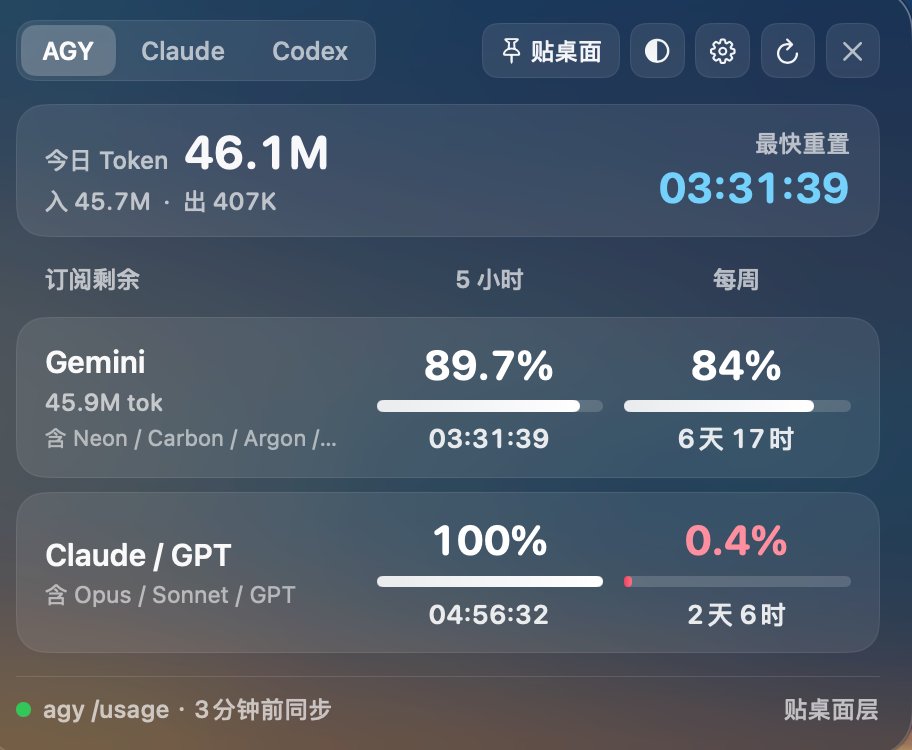 AGY Claude Codex 贴桌面
今日 Token 46.1M
入 45.7M · 出 407K
最快重置
03:31:39
订阅剩余 5 小时 每周
Gemini
45.9M tok
含 Neon / Carbon / Argon /...
89.7%
03:31:39
84%
6天 17时
Claude / GPT
含 Opus / Sonnet / GPT
100%
04:56:32
0.4%
2天 6时
agy /usage · 3分钟前同步 贴桌面层